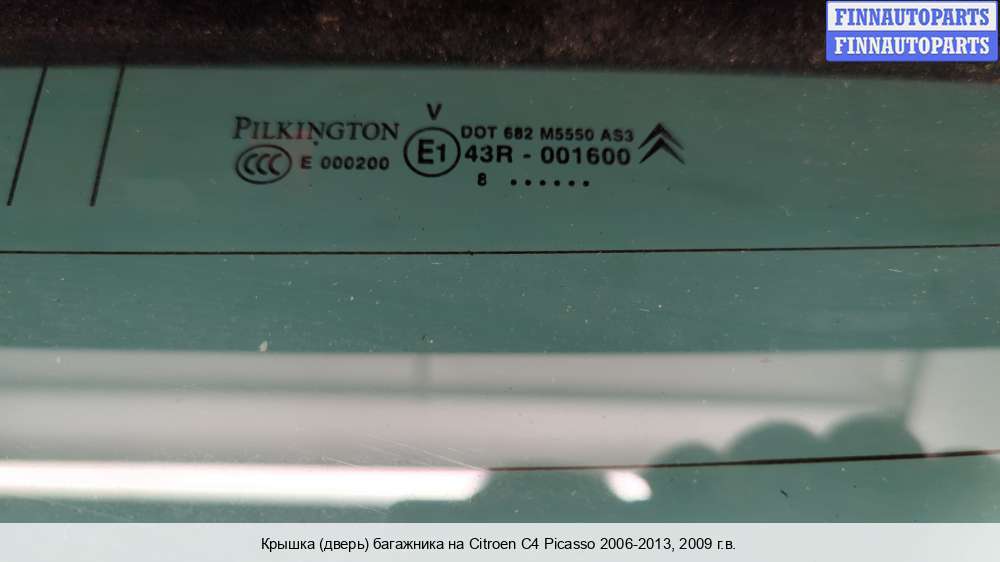 FINNAUTOPARTS
FINNAUTOPARTS
V
PILKINGTON
CCC E 000200
E1
DOT 682 M5550 AS3
43R - 001600
8 ......
Крышка (дверь) багажника на Citroen C4 Picasso 2006-2013, 2009 г.в.